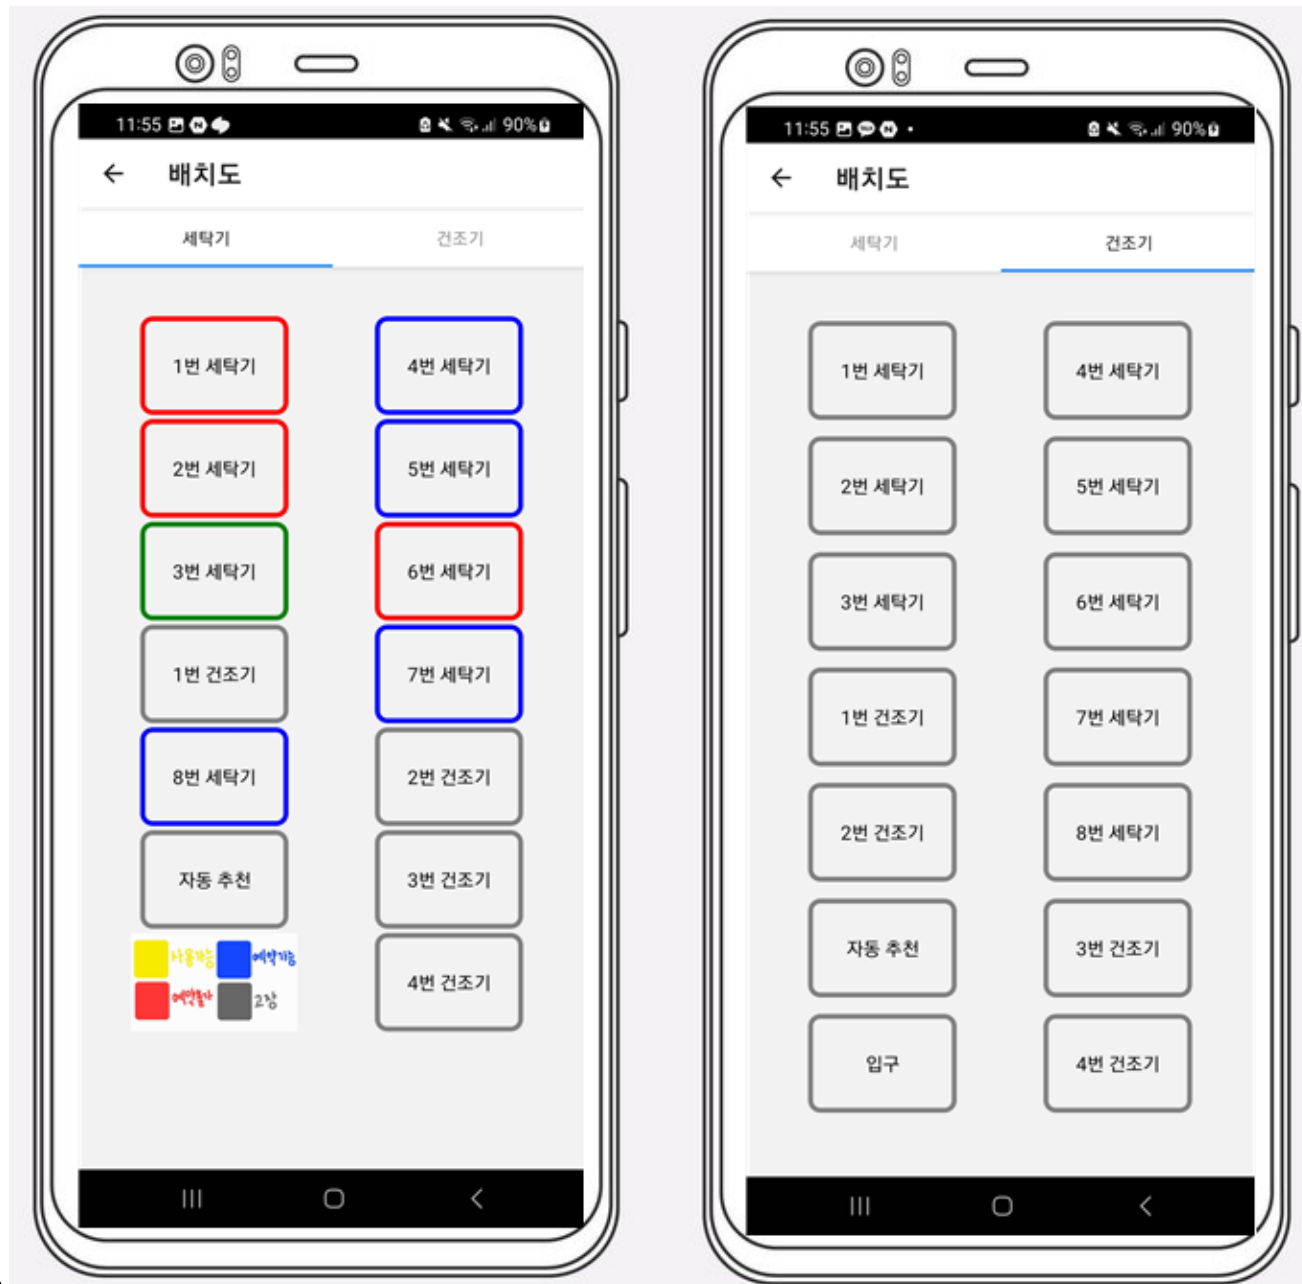 11:55 90%
배치도
세탁기 건조기
1번 세탁기 4번 세탁기
2번 세탁기 5번 세탁기
3번 세탁기 6번 세탁기
1번 건조기 7번 세탁기
8번 세탁기 2번 건조기
자동 추천 3번 건조기
사용가능 예약가능
예약불가 고장
4번 건조기
11:55 90%
배치도
세탁기 건조기
1번 세탁기 4번 세탁기
2번 세탁기 5번 세탁기
3번 세탁기 6번 세탁기
1번 건조기 7번 세탁기
2번 건조기 8번 세탁기
자동 추천 3번 건조기
입구 4번 건조기